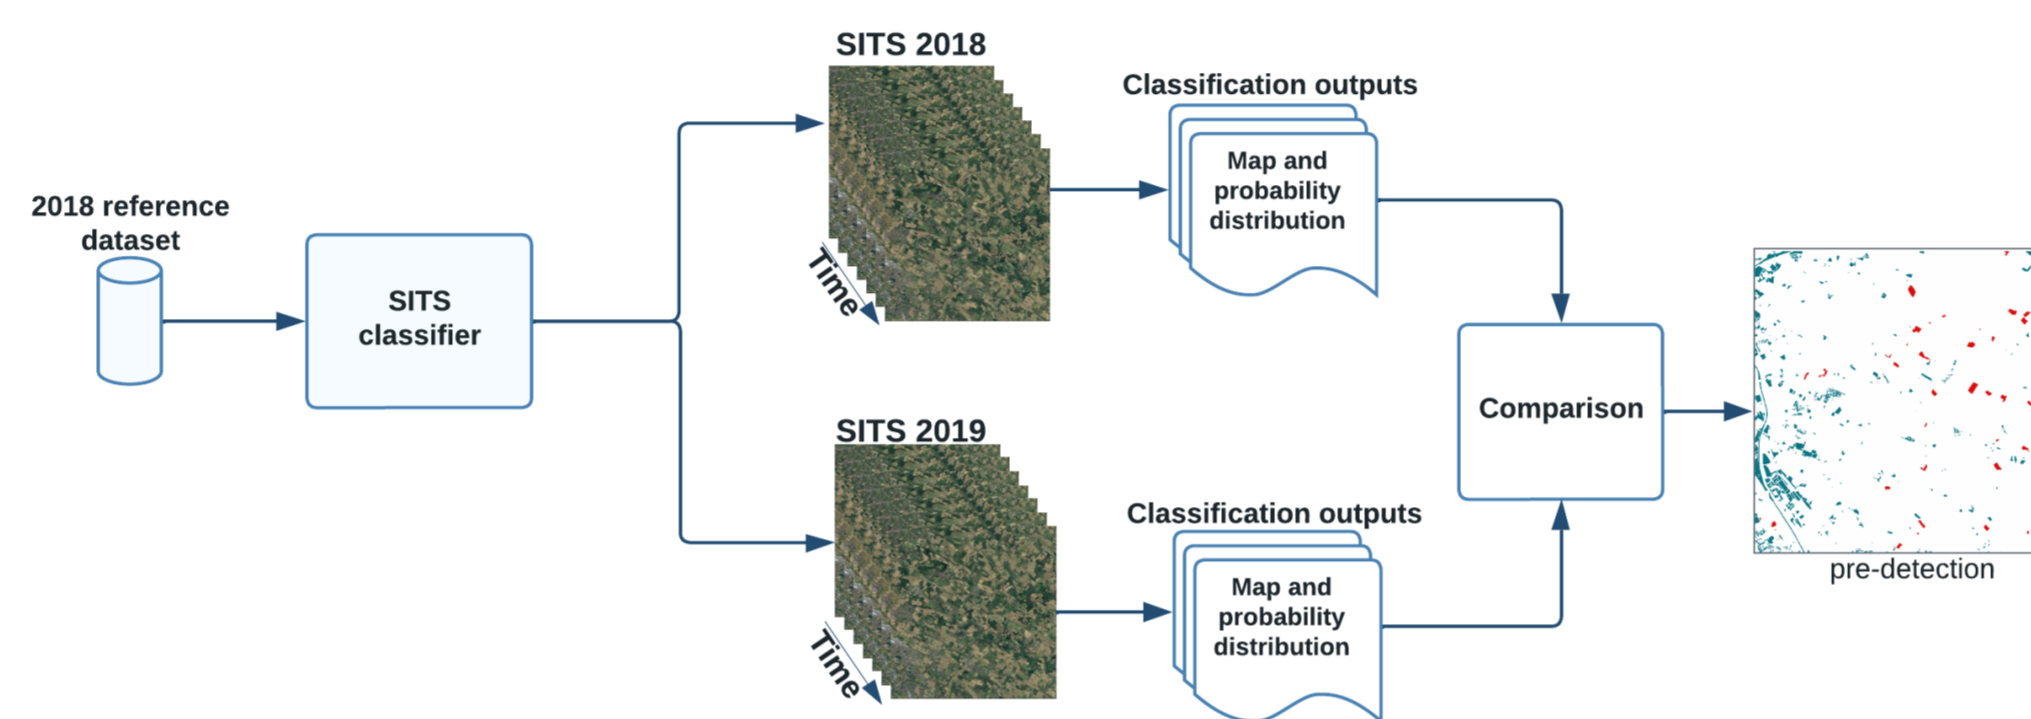 2018 reference
dataset
SITS
classifier
SITS 2018
Time
Classification outputs
Map and
probability
distribution
SITS 2019
Time
Classification outputs
Map and
probability
distribution
Comparison
pre-detection